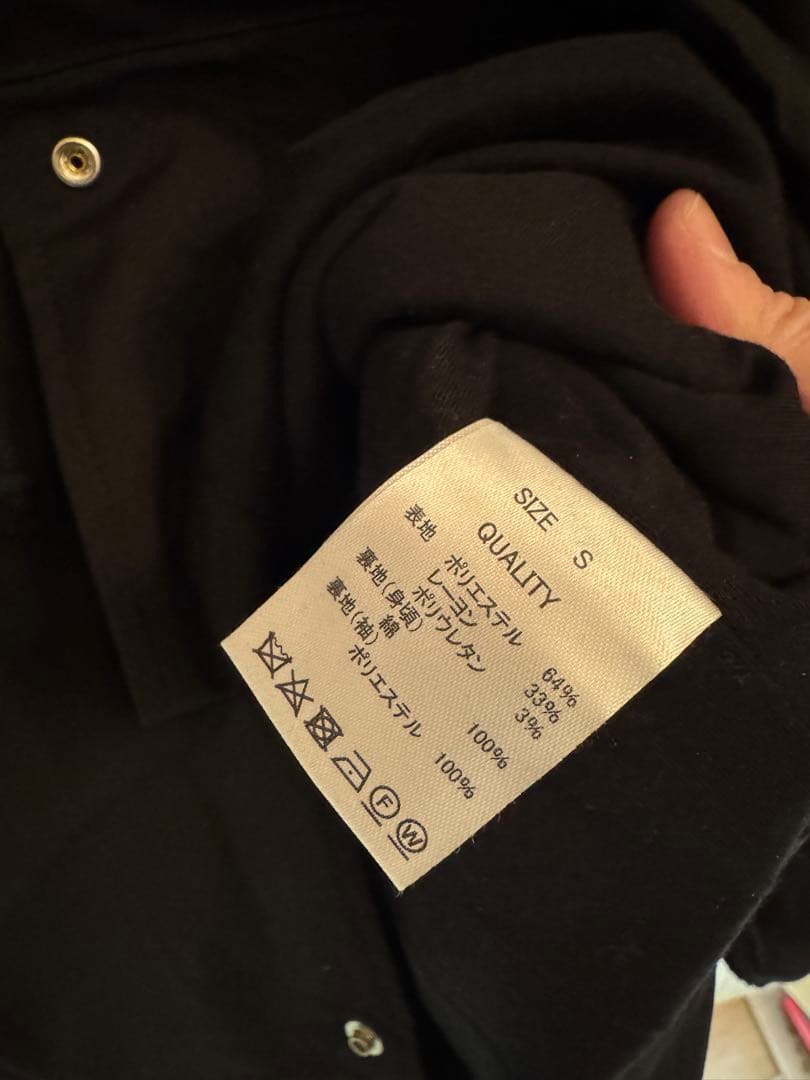 SIZE S
QUALITY
表地 ポリエステル 64%
レーヨン 33%
ポリウレタン 3%
裏地(身頃)
綿 100%
裏地(袖)
ポリエステル 100%
F W